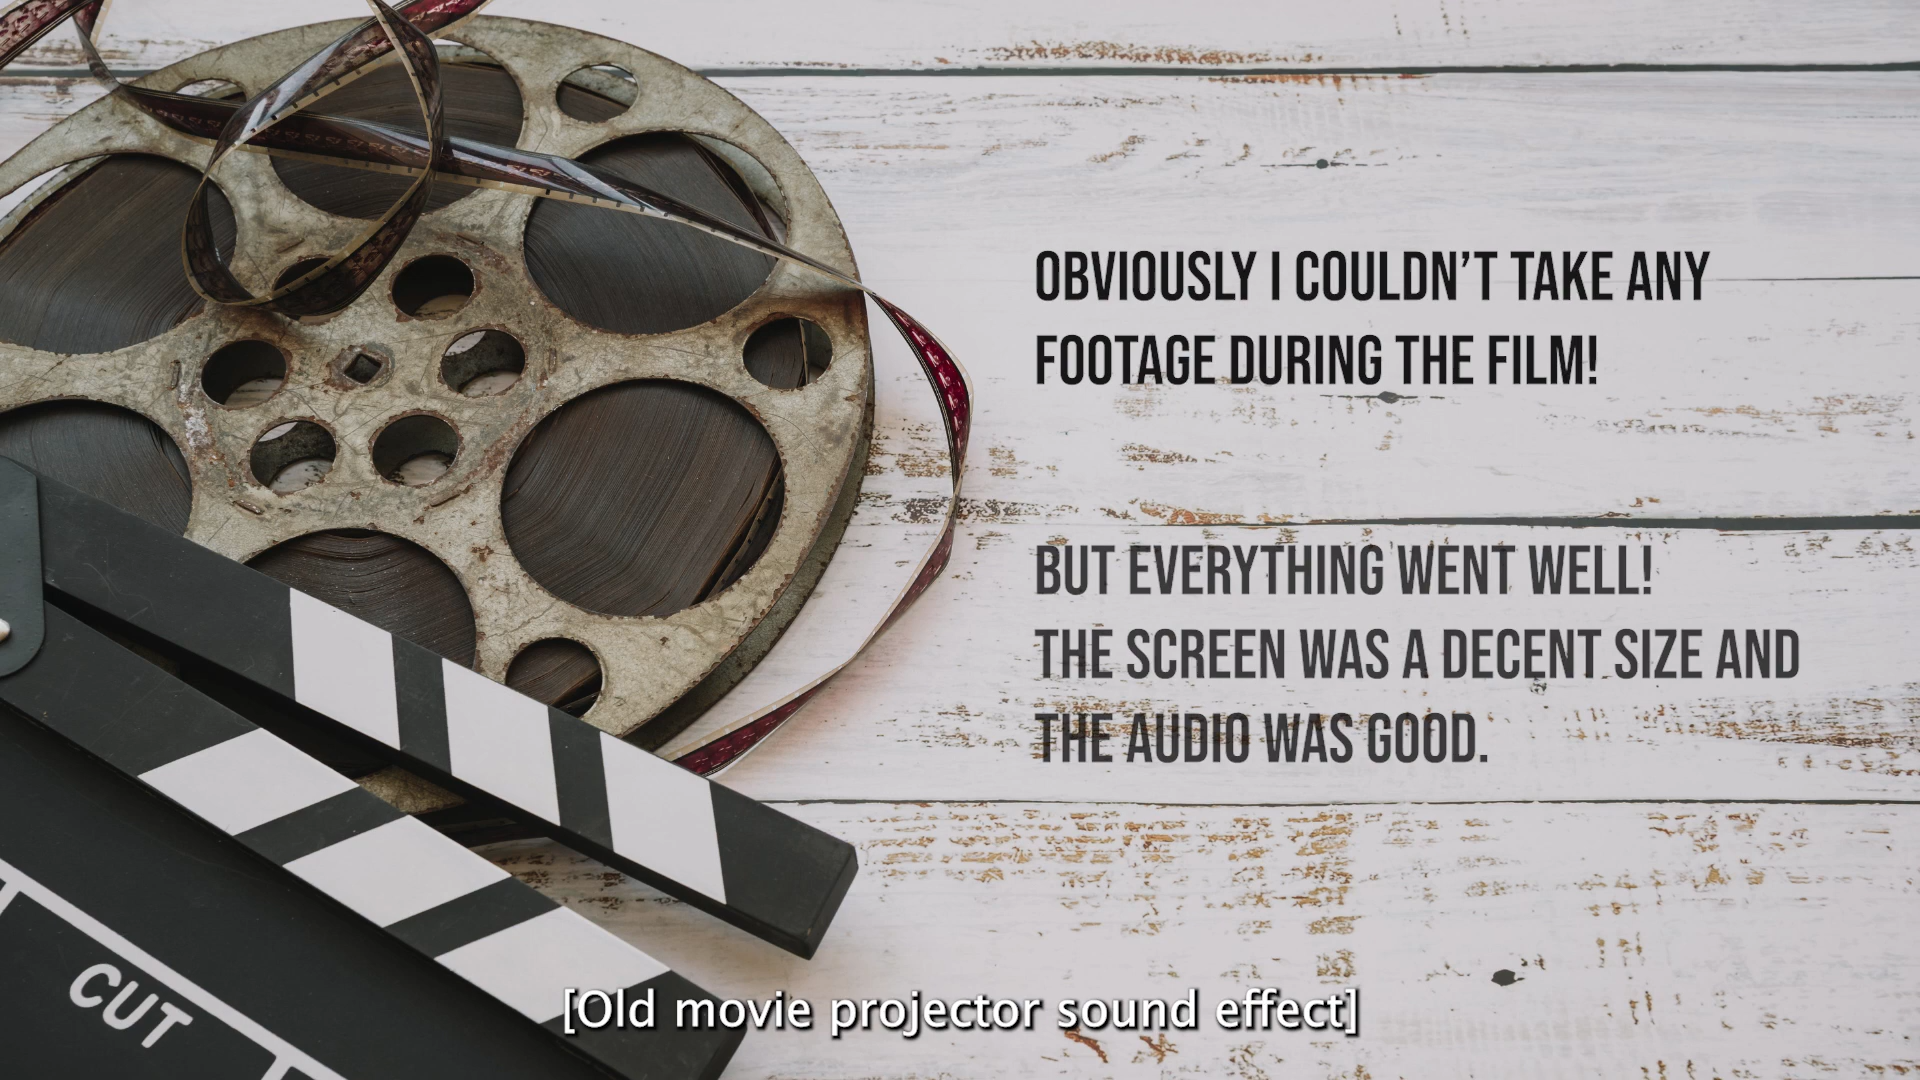 OBVIOUSLY I COULDN'T TAKE ANY
FOOTAGE DURING THE FILM!
BUT EVERYTHING WENT WELL!
THE SCREEN WAS A DECENT SIZE AND
THE AUDIO WAS GOOD.
CUT
[Old movie projector sound effect]